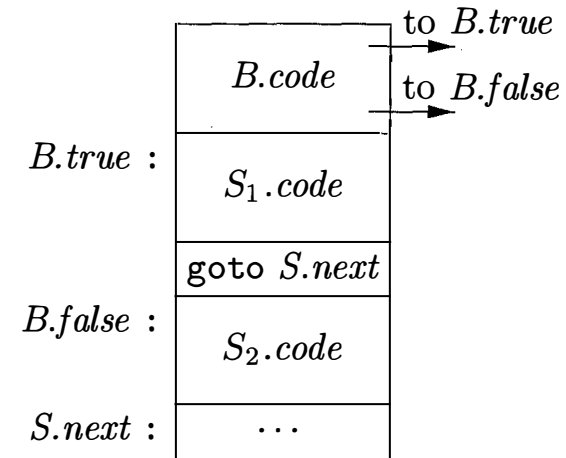 to B.true
B.code
to B.false
B.true :
S₁.code
goto S.next
B.false :
S₂.code
S.next :
...